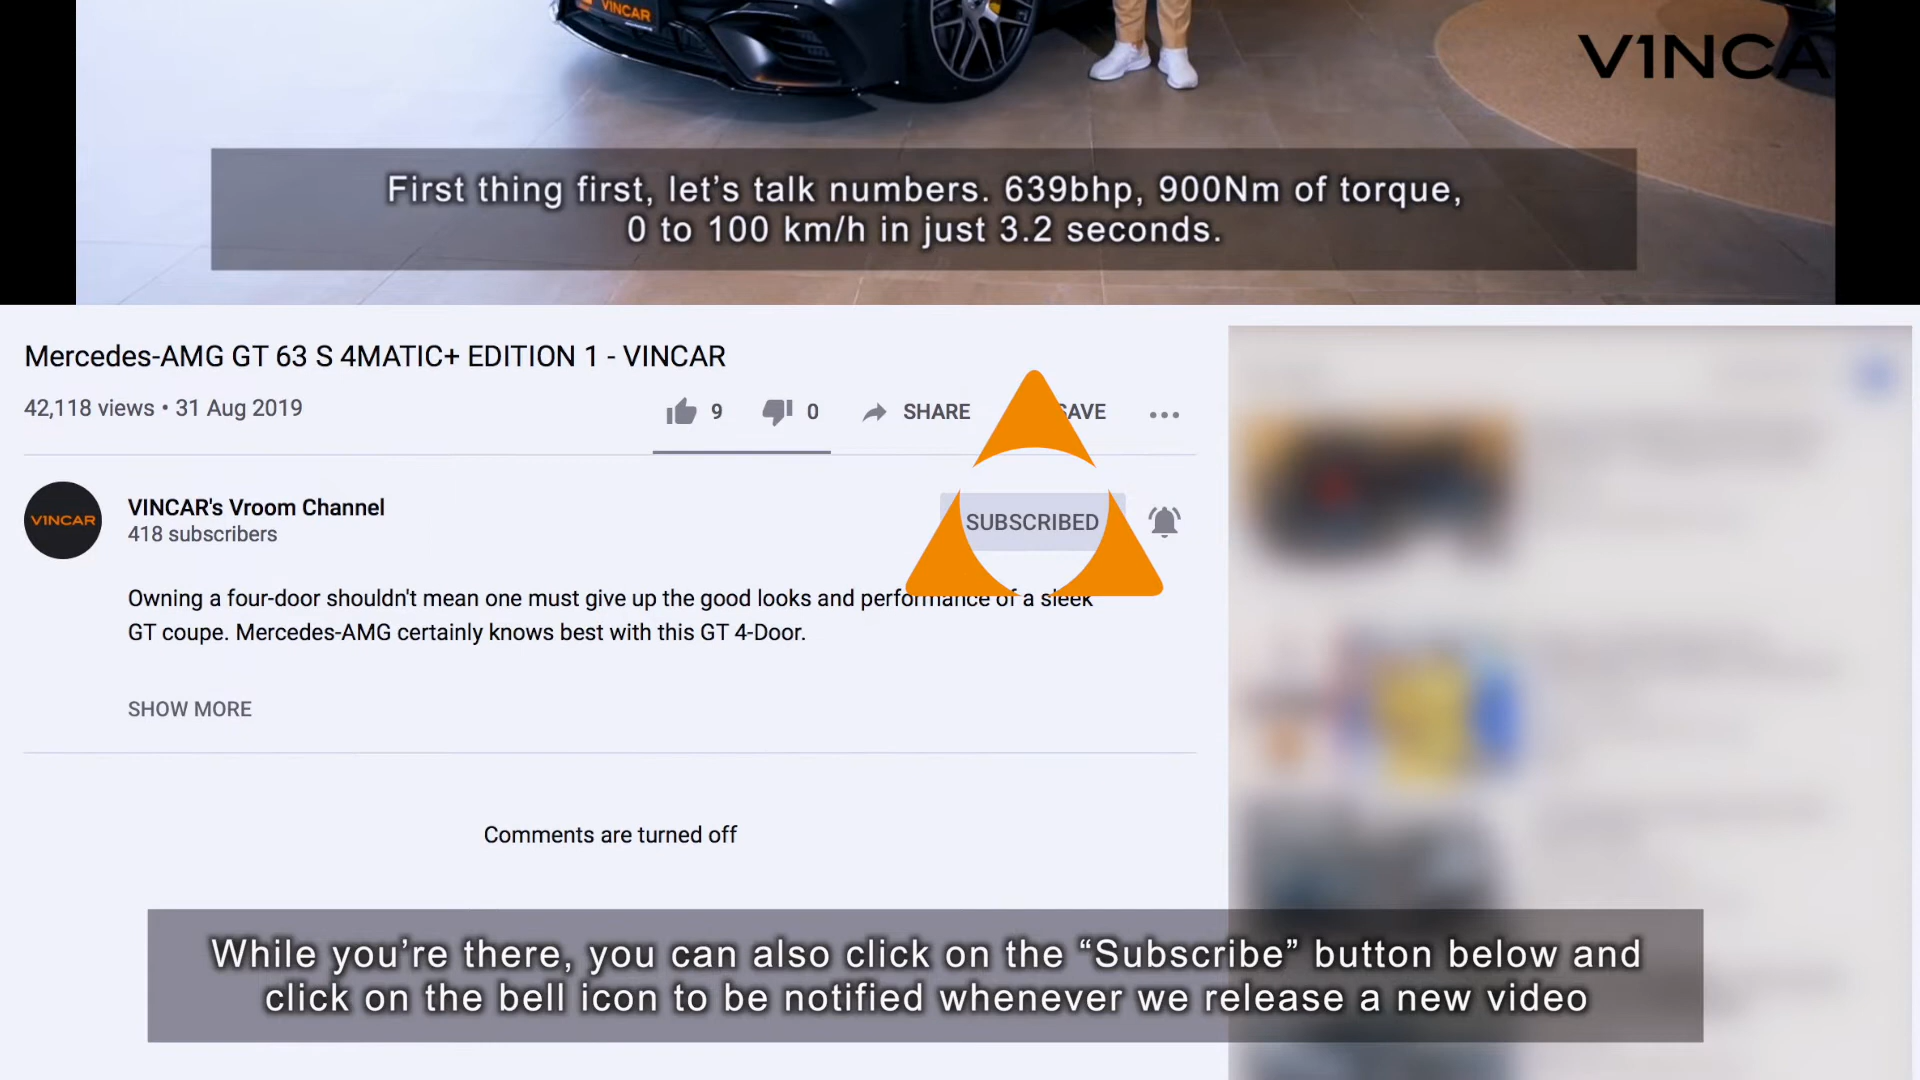 VINCAR
V1NCA
First thing first, let’s talk numbers. 639bhp, 900Nm of torque,
0 to 100 km/h in just 3.2 seconds.
Mercedes-AMG GT 63 S 4MATIC+ EDITION 1 - VINCAR
42,118 views • 31 Aug 2019
9 0 SHARE SAVE
V1NCAR
VINCAR's Vroom Channel
418 subscribers
SUBSCRIBED
Owning a four-door shouldn't mean one must give up the good looks and performance of a sleek
GT coupe. Mercedes-AMG certainly knows best with this GT 4-Door.
SHOW MORE
Comments are turned off
While you’re there, you can also click on the “Subscribe” button below and
click on the bell icon to be notified whenever we release a new video